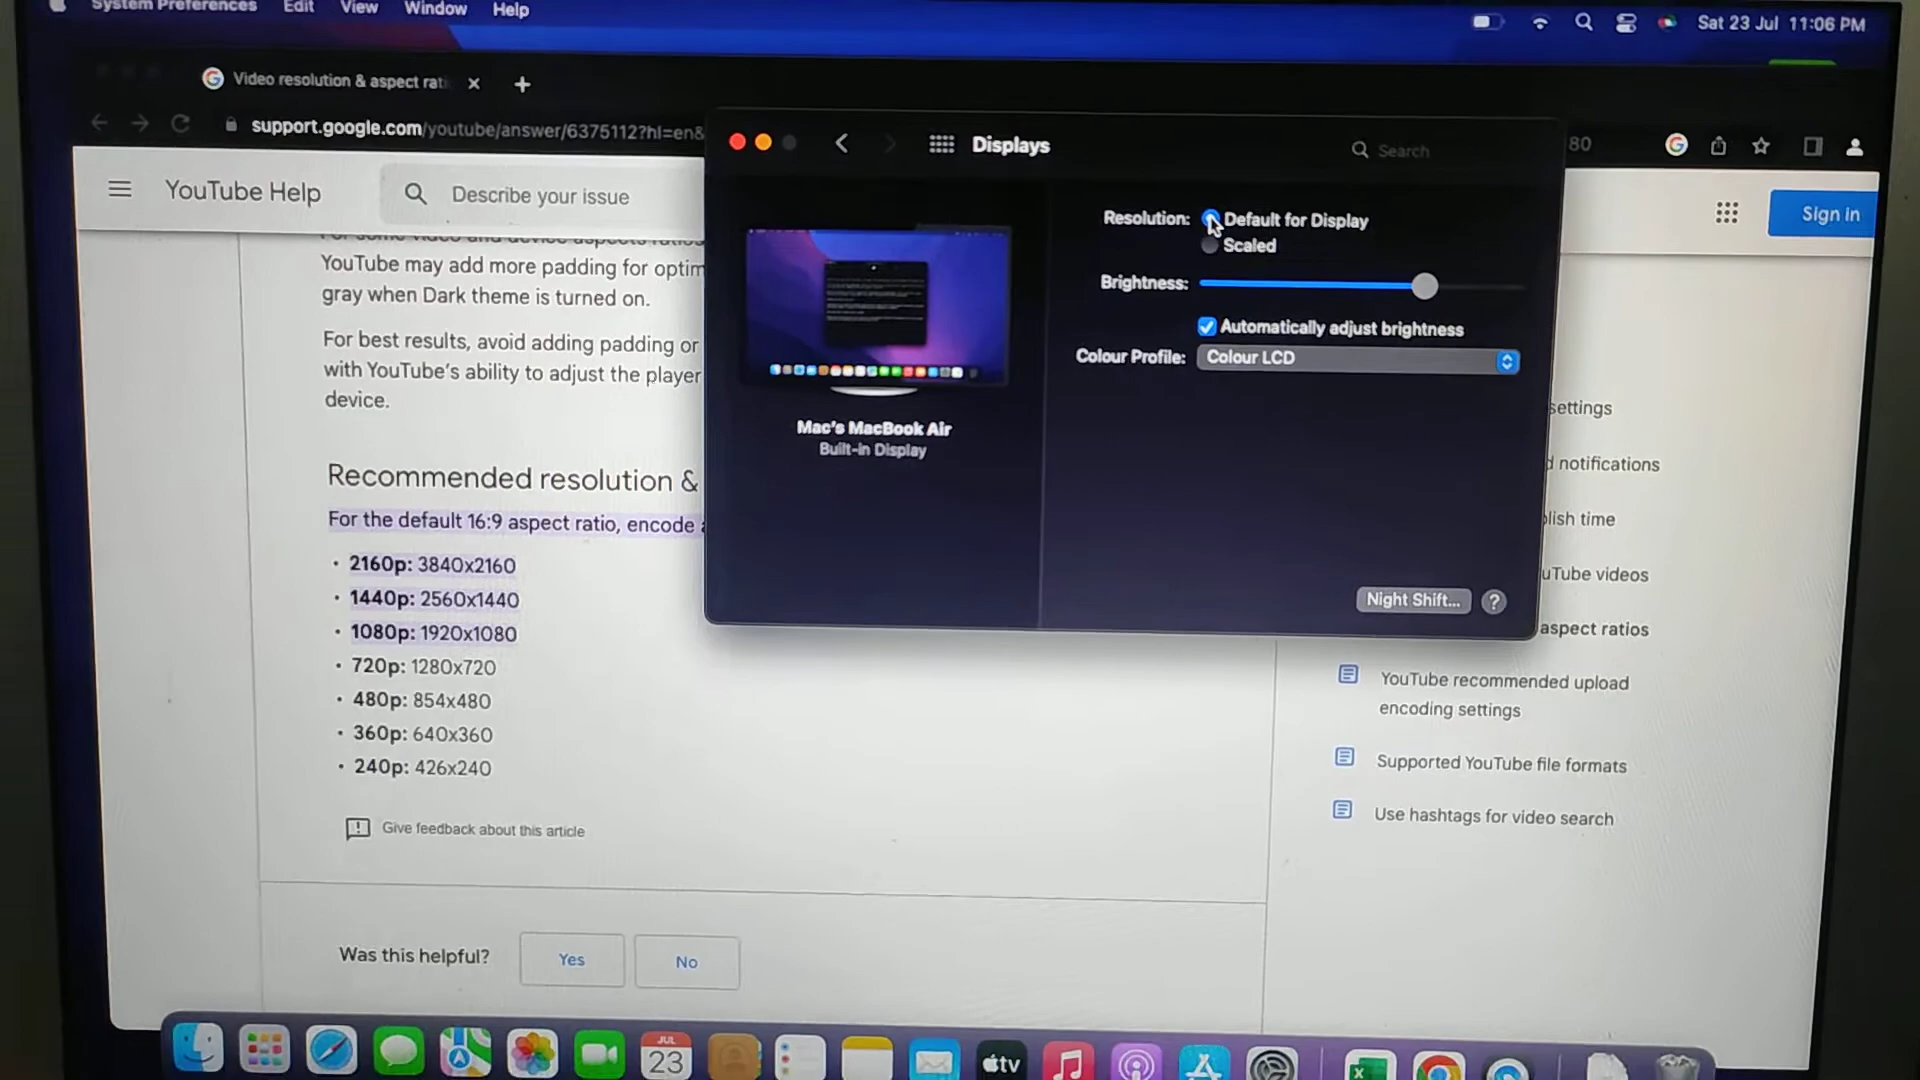 System Preferences Edit View Window Help
Sat 23 Jul 11:06 PM
Video resolution & aspect rati
support.google.com/youtube/answer/6375112?hl=en&
80
YouTube Help
Describe your issue
Sign in
YouTube may add more padding for optim
gray when Dark theme is turned on.
For best results, avoid adding padding or
with YouTube's ability to adjust the player
device.
Recommended resolution &
For the default 16:9 aspect ratio, encode
• 2160p: 3840x2160
• 1440p: 2560x1440
• 1080p: 1920x1080
• 720p: 1280x720
• 480p: 854x480
• 360p: 640x360
• 240p: 426x240
Give feedback about this article
Was this helpful?
Yes
No
Displays
Search
Mac's MacBook Air
Built-in Display
Resolution:
Default for Display
Scaled
Brightness:
Automatically adjust brightness
Colour Profile:
Colour LCD
Night Shift...
?
settings
d notifications
lish time
uTube videos
aspect ratios
YouTube recommended upload
encoding settings
Supported YouTube file formats
Use hashtags for video search
JUL
23
tv
X